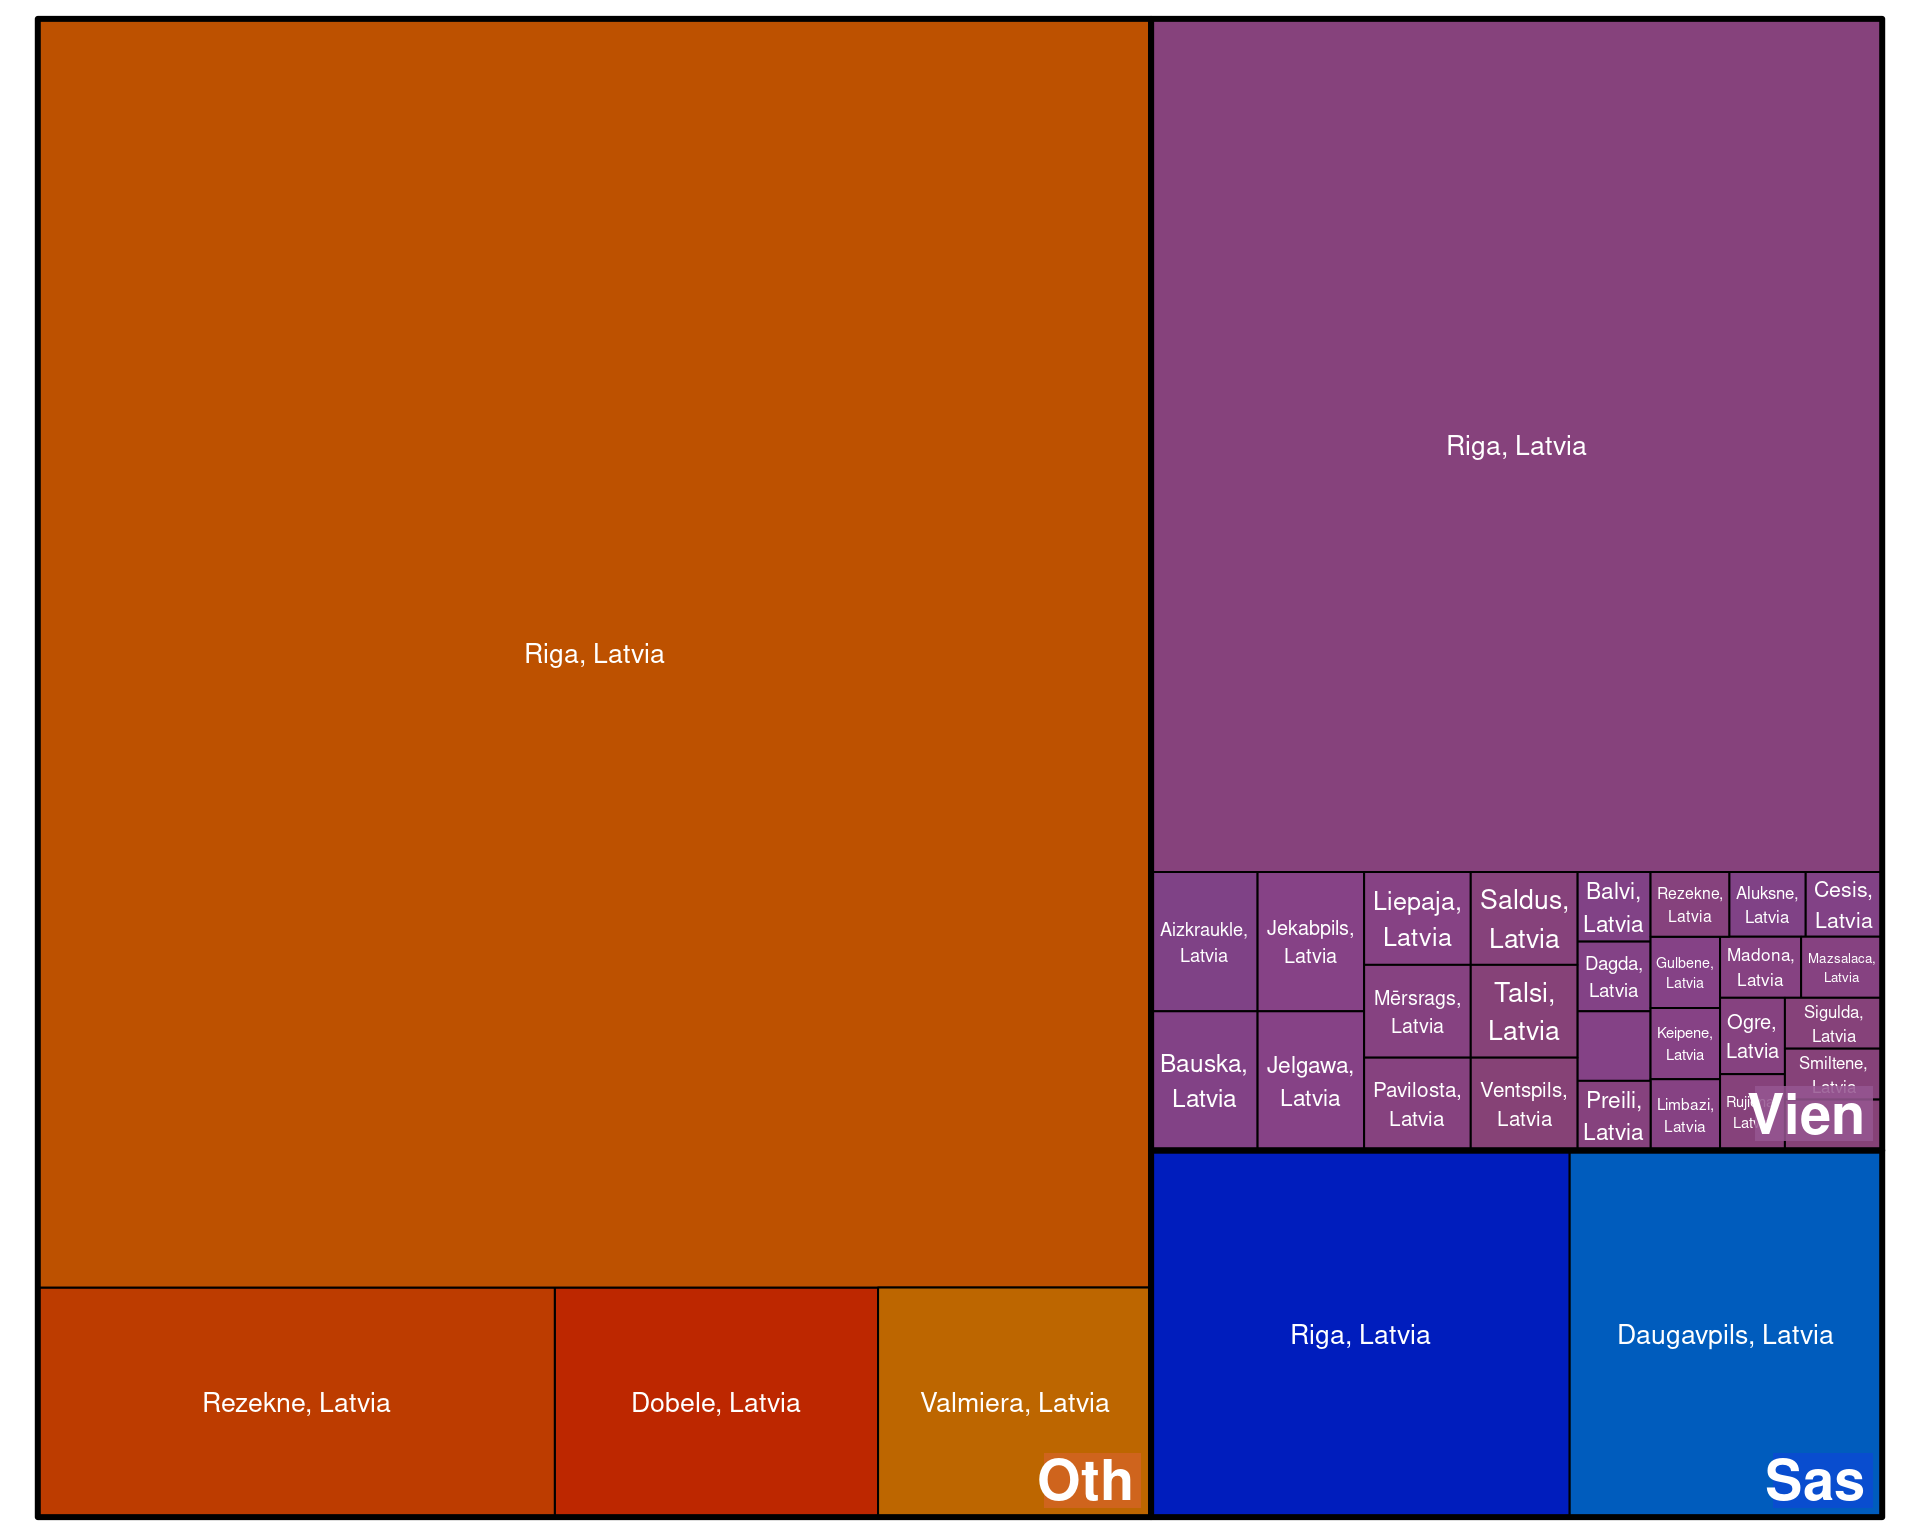 Riga, Latvia
Rezekne, Latvia
Dobele, Latvia
Valmiera, Latvia
Oth
Riga, Latvia
Aizkraukle,
Latvia
Bauska,
Latvia
Jekabpils,
Latvia
Jelgawa,
Latvia
Liepaja,
Latvia
Mērsrags,
Latvia
Pavilosta,
Latvia
Saldus,
Latvia
Talsi,
Latvia
Ventspils,
Latvia
Balvi,
Latvia
Dagda,
Latvia
Preili,
Latvia
Rezekne,
Latvia
Aluksne,
Latvia
Cesis,
Latvia
Gulbene,
Latvia
Keipene,
Latvia
Limbazi,
Latvia
Madona,
Latvia
Mazsalaca,
Latvia
Ogre,
Latvia
Sigulda,
Latvia
Smiltene,
Latvia
Vien
Riga, Latvia
Daugavpils, Latvia
Sas